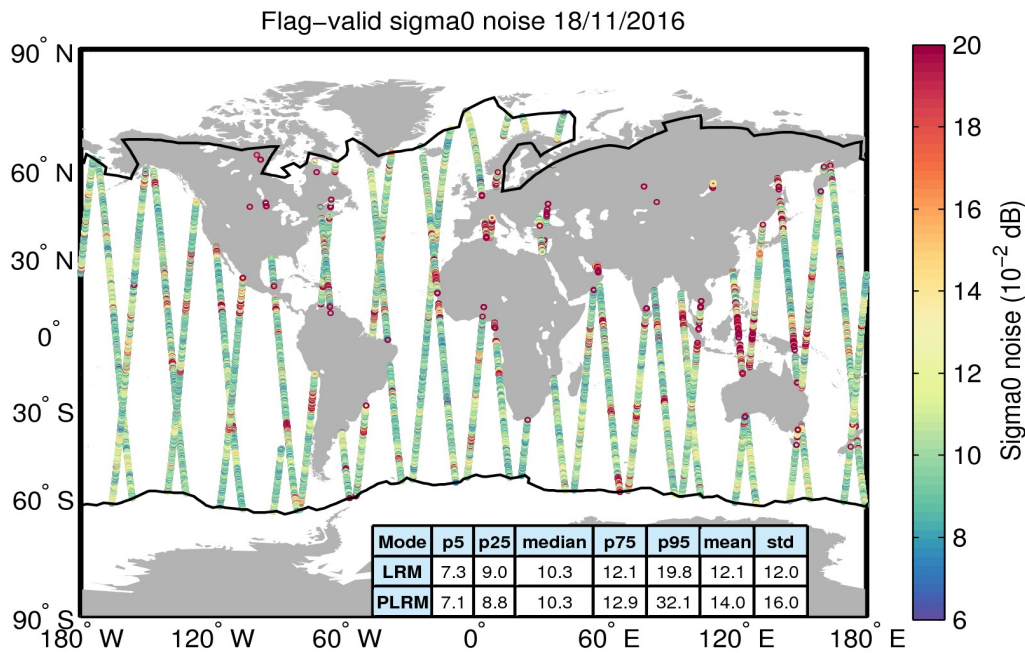 Flag−valid sigma0 noise 18/11/2016
90° N
60° N
30° N
0°
30° S
60° S
90° S
180° W
120° W
60° W
0°
60° E
120° E
180° E
Mode p5 p25 median p75 p95 mean std
LRM 7.3 9.0 10.3 12.1 19.8 12.1 12.0
PLRM 7.1 8.8 10.3 12.9 32.1 14.0 16.0
20
18
16
14
12
10
8
6
Sigma0 noise (10⁻² dB)